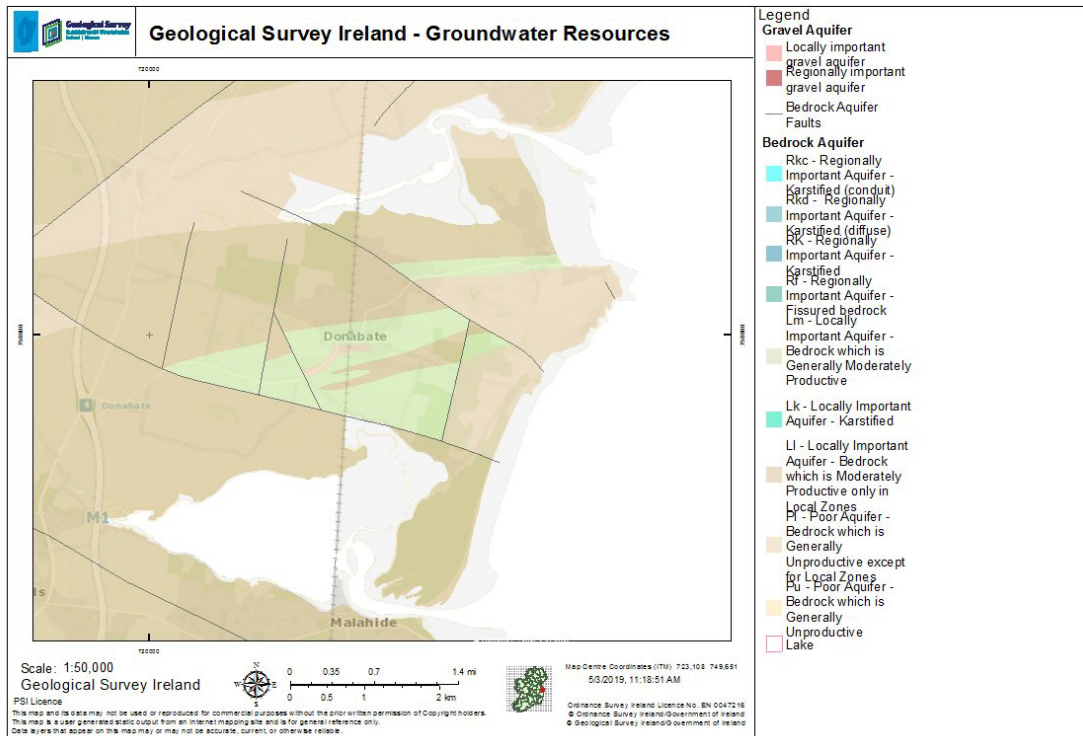 Geological Survey
Geological Survey Ireland - Groundwater Resources
720000
Donabate
4 Donabate
M1
Malahide
720000
Legend
Gravel Aquifer
Locally important
gravel aquifer
Regionally important
gravel aquifer
Bedrock Aquifer
Faults
Bedrock Aquifer
Rkc - Regionally
Important Aquifer -
Karstified (conduit)
Rkd - Regionally
Important Aquifer -
Karstified (diffuse)
RK - Regionally
Important Aquifer -
Karstified
Rf - Regionally
Important Aquifer -
Fissured bedrock
Lm - Locally
Important Aquifer -
Bedrock which is
Generally Moderately
Productive
Lk - Locally Important
Aquifer - Karstified
Ll - Locally Important
Aquifer - Bedrock
which is Moderately
Productive only in
Local Zones
Pl - Poor Aquifer -
Bedrock which is
Generally
Unproductive except
for Local Zones
Pu - Poor Aquifer -
Bedrock which is
Generally
Unproductive
Lake
Scale: 1:50,000
Geological Survey Ireland
PSI Licence
N
W E
S
0 0.35 0.7 1.4 mi
0 0.5 1 2 km
Map Centre Coordinates (ITM) 723,108 749,651
5/3/2019, 11:18:51 AM
Ordnance Survey Ireland Licence No. EN 0047216
© Ordnance Survey Ireland/Government of Ireland
© Geological Survey Ireland/Government of Ireland
This map and its data may not be used or reproduced for commercial purposes without the prior written permission of Copyright holders.
This map is a user generated static output from an Internet mapping site and is for general reference only.
Data layers that appear on this map may or may not be accurate, current, or otherwise reliable.